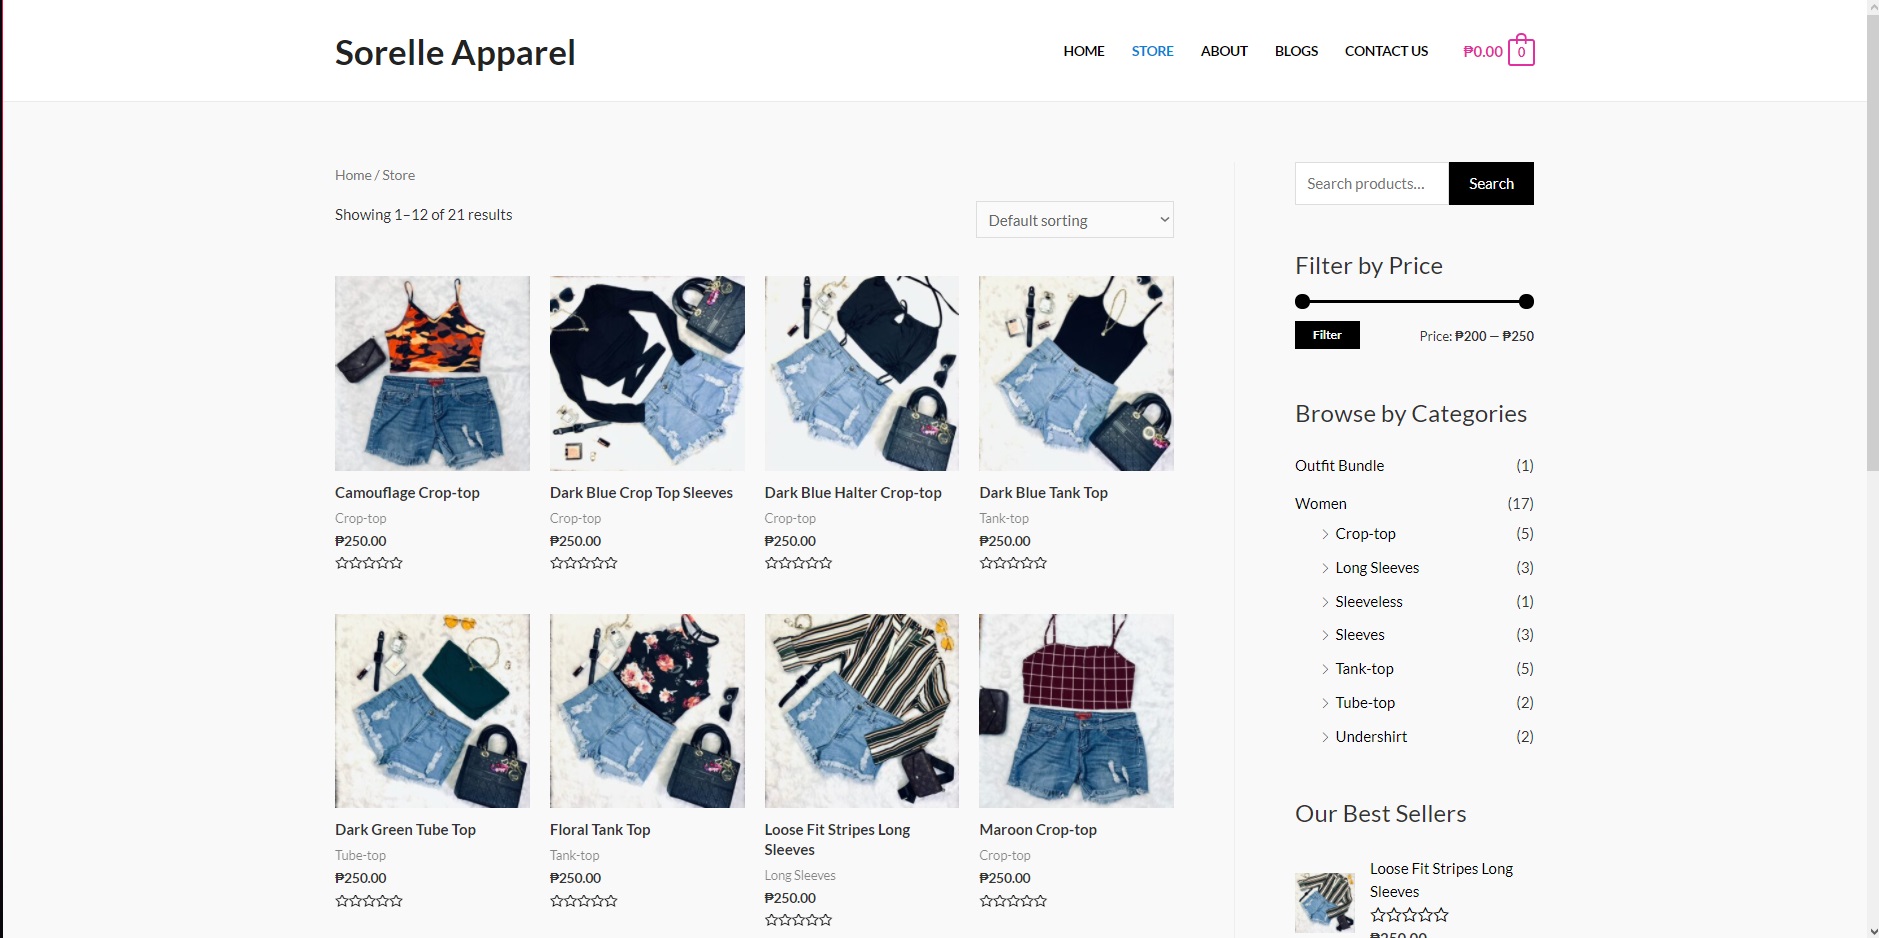 Sorelle Apparel
HOME STORE ABOUT BLOGS CONTACT US ₱0.00 0
Home / Store
Showing 1–12 of 21 results
Default sorting
Camouflage Crop-top
Crop-top
₱250.00
Dark Blue Crop Top Sleeves
Crop-top
₱250.00
Dark Blue Halter Crop-top
Crop-top
₱250.00
Dark Blue Tank Top
Tank-top
₱250.00
Dark Green Tube Top
Tube-top
₱250.00
Floral Tank Top
Tank-top
₱250.00
Loose Fit Stripes Long
Sleeves
Long Sleeves
₱250.00
Maroon Crop-top
Crop-top
₱250.00
Search products...
Search
Filter by Price
Filter
Price: ₱200 — ₱250
Browse by Categories
Outfit Bundle (1)
Women (17)
Crop-top (5)
Long Sleeves (3)
Sleeveless (1)
Sleeves (3)
Tank-top (5)
Tube-top (2)
Undershirt (2)
Our Best Sellers
Loose Fit Stripes Long
Sleeves
₱250.00